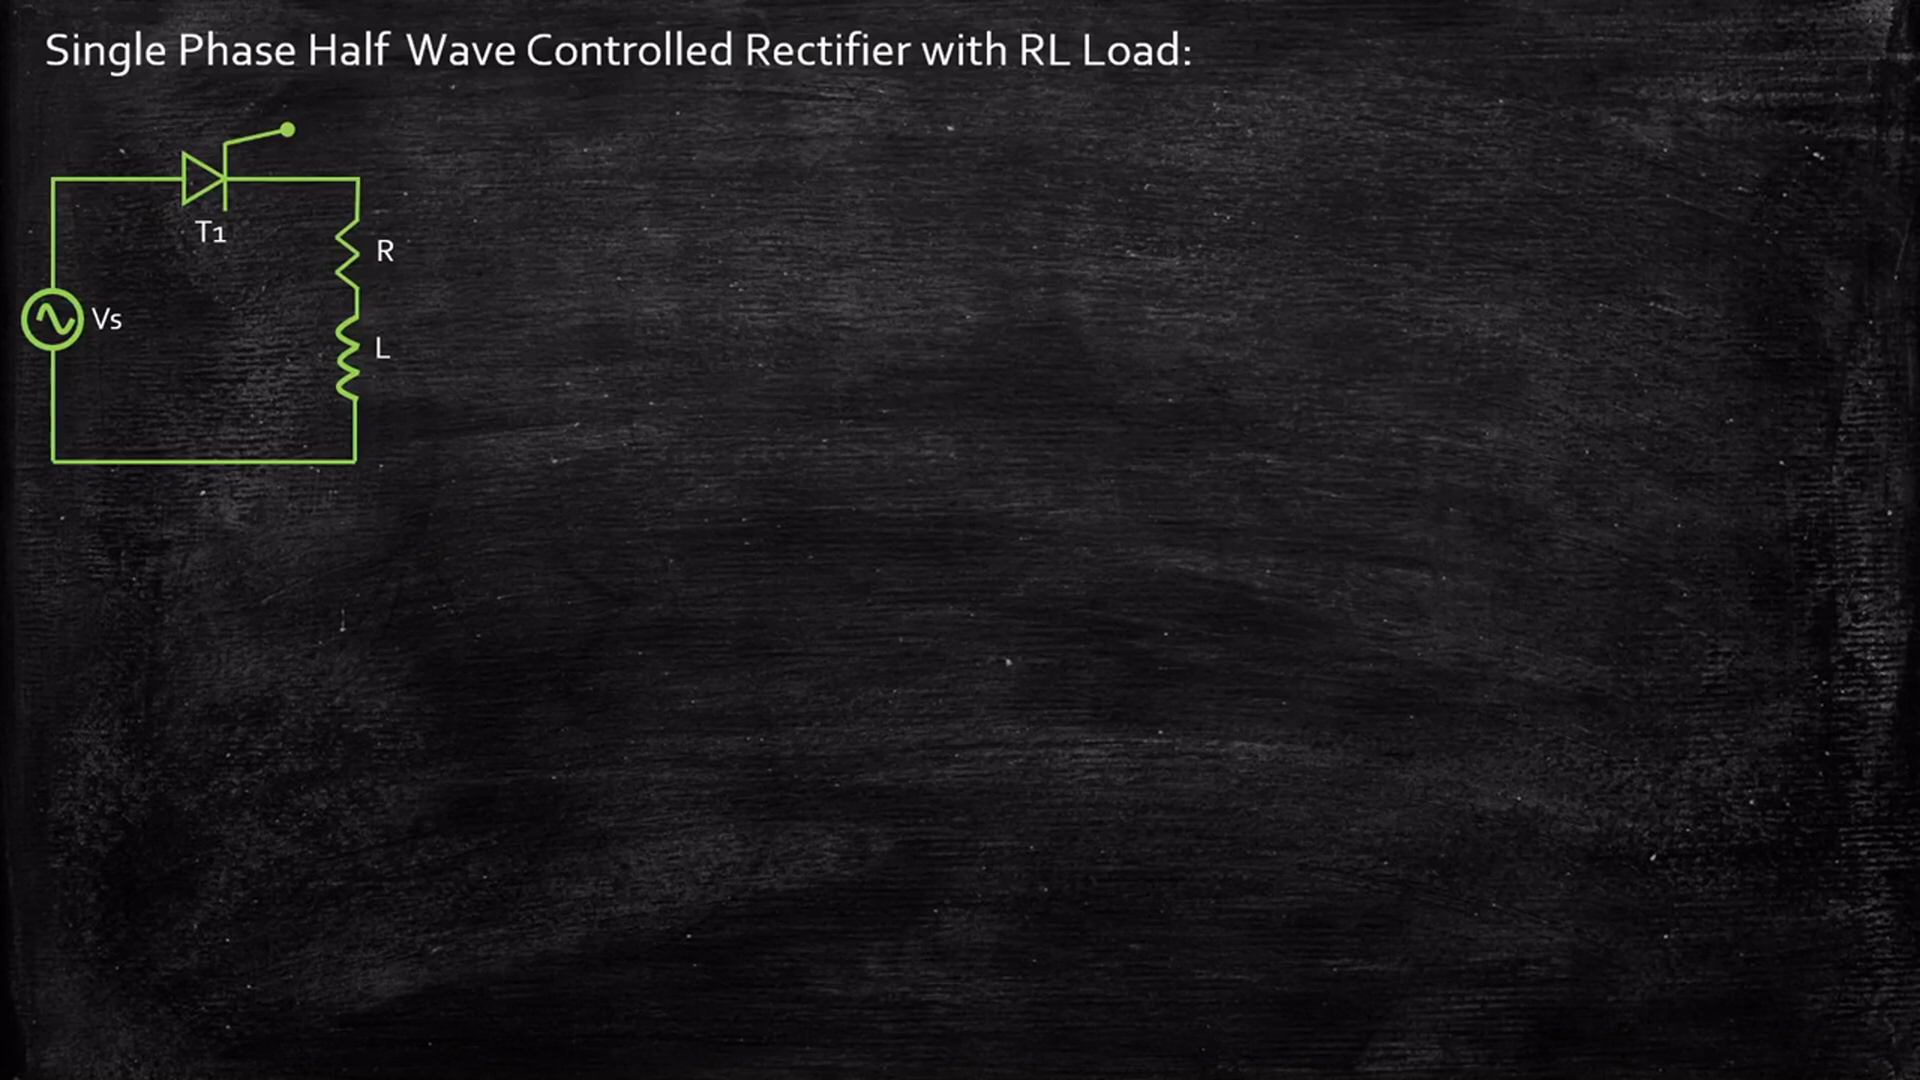 Single Phase Half Wave Controlled Rectifier with RL Load:
T1
R
Vs
L